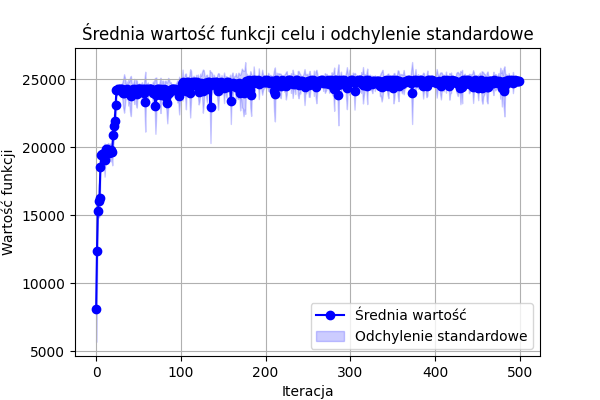 Średnia wartość funkcji celu i odchylenie standardowe
25000
20000
15000
10000
5000
Wartość funkcji
0 100 200 300 400 500
Iteracja
Średnia wartość
Odchylenie standardowe